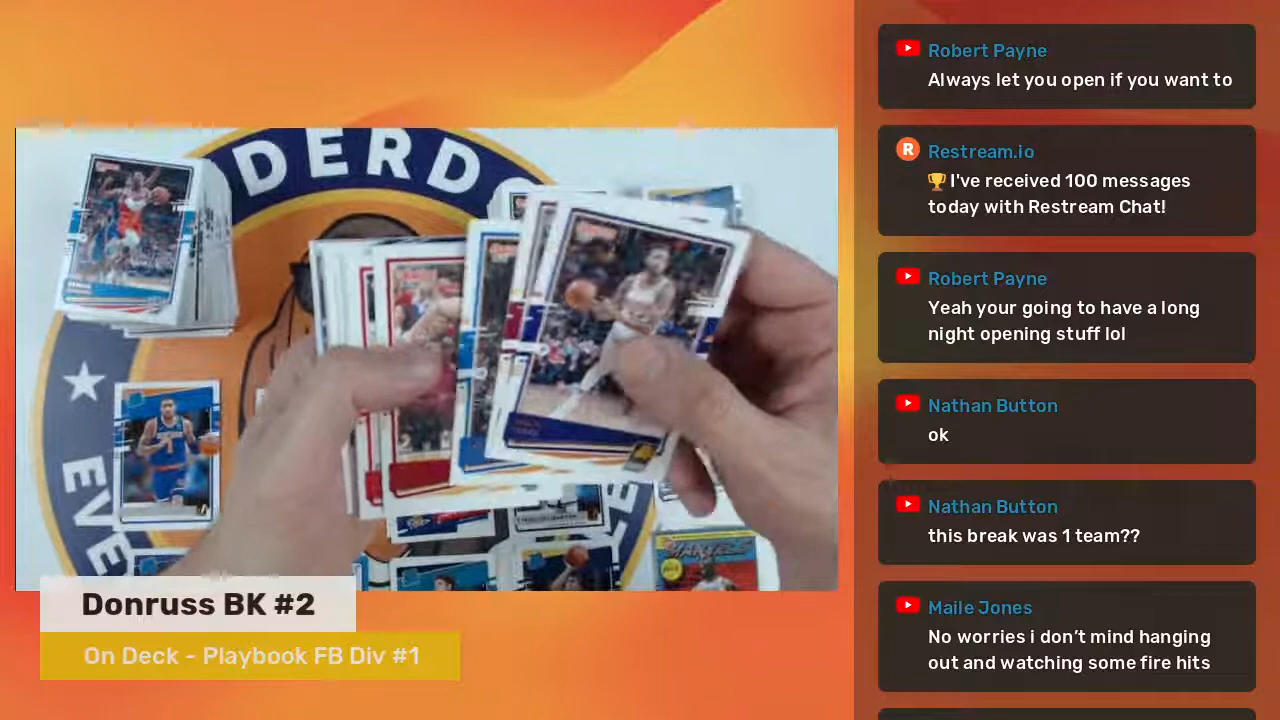 DERD
EV
Donruss BK #2
On Deck - Playbook FB Div #1
Robert Payne
Always let you open if you want to
R
Restream.io
🏆 I've received 100 messages
today with Restream Chat!
Robert Payne
Yeah your going to have a long
night opening stuff lol
Nathan Button
ok
Nathan Button
this break was 1 team??
Maile Jones
No worries i don’t mind hanging
out and watching some fire hits